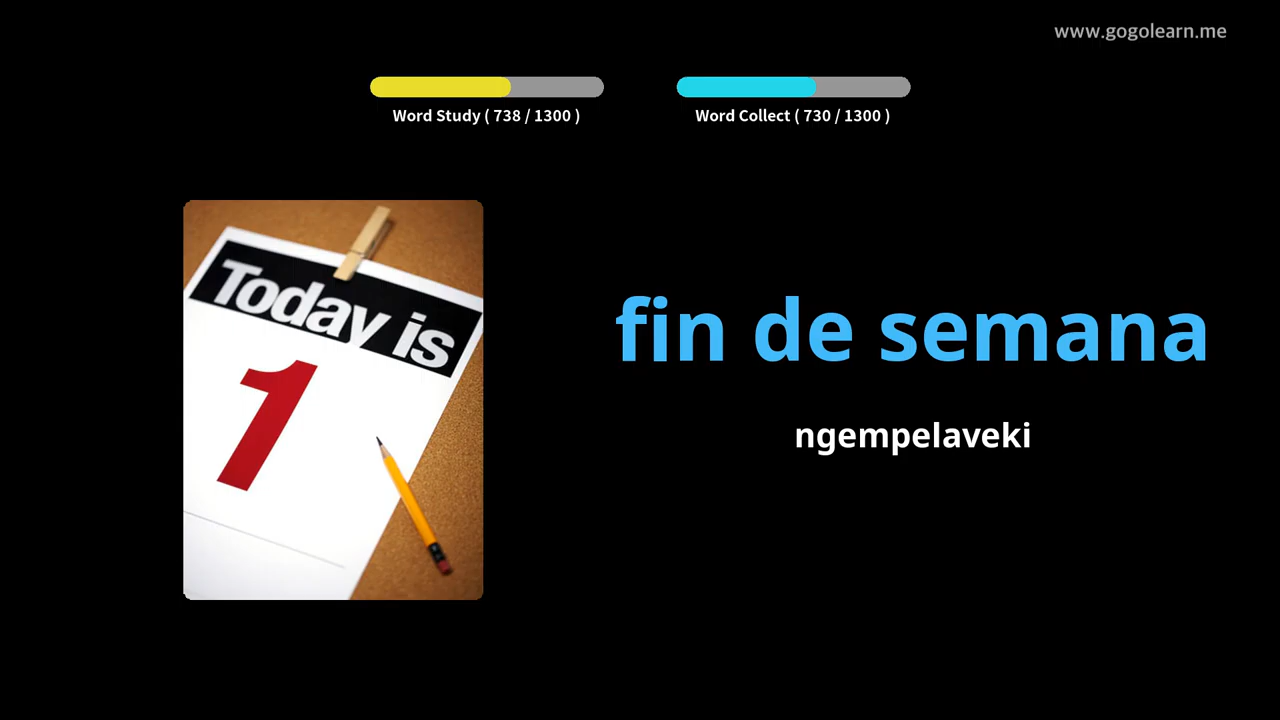 www.gogolearn.me
Word Study ( 738 / 1300 )
Word Collect ( 730 / 1300 )
Today is
1
fin de semana
ngempelaveki